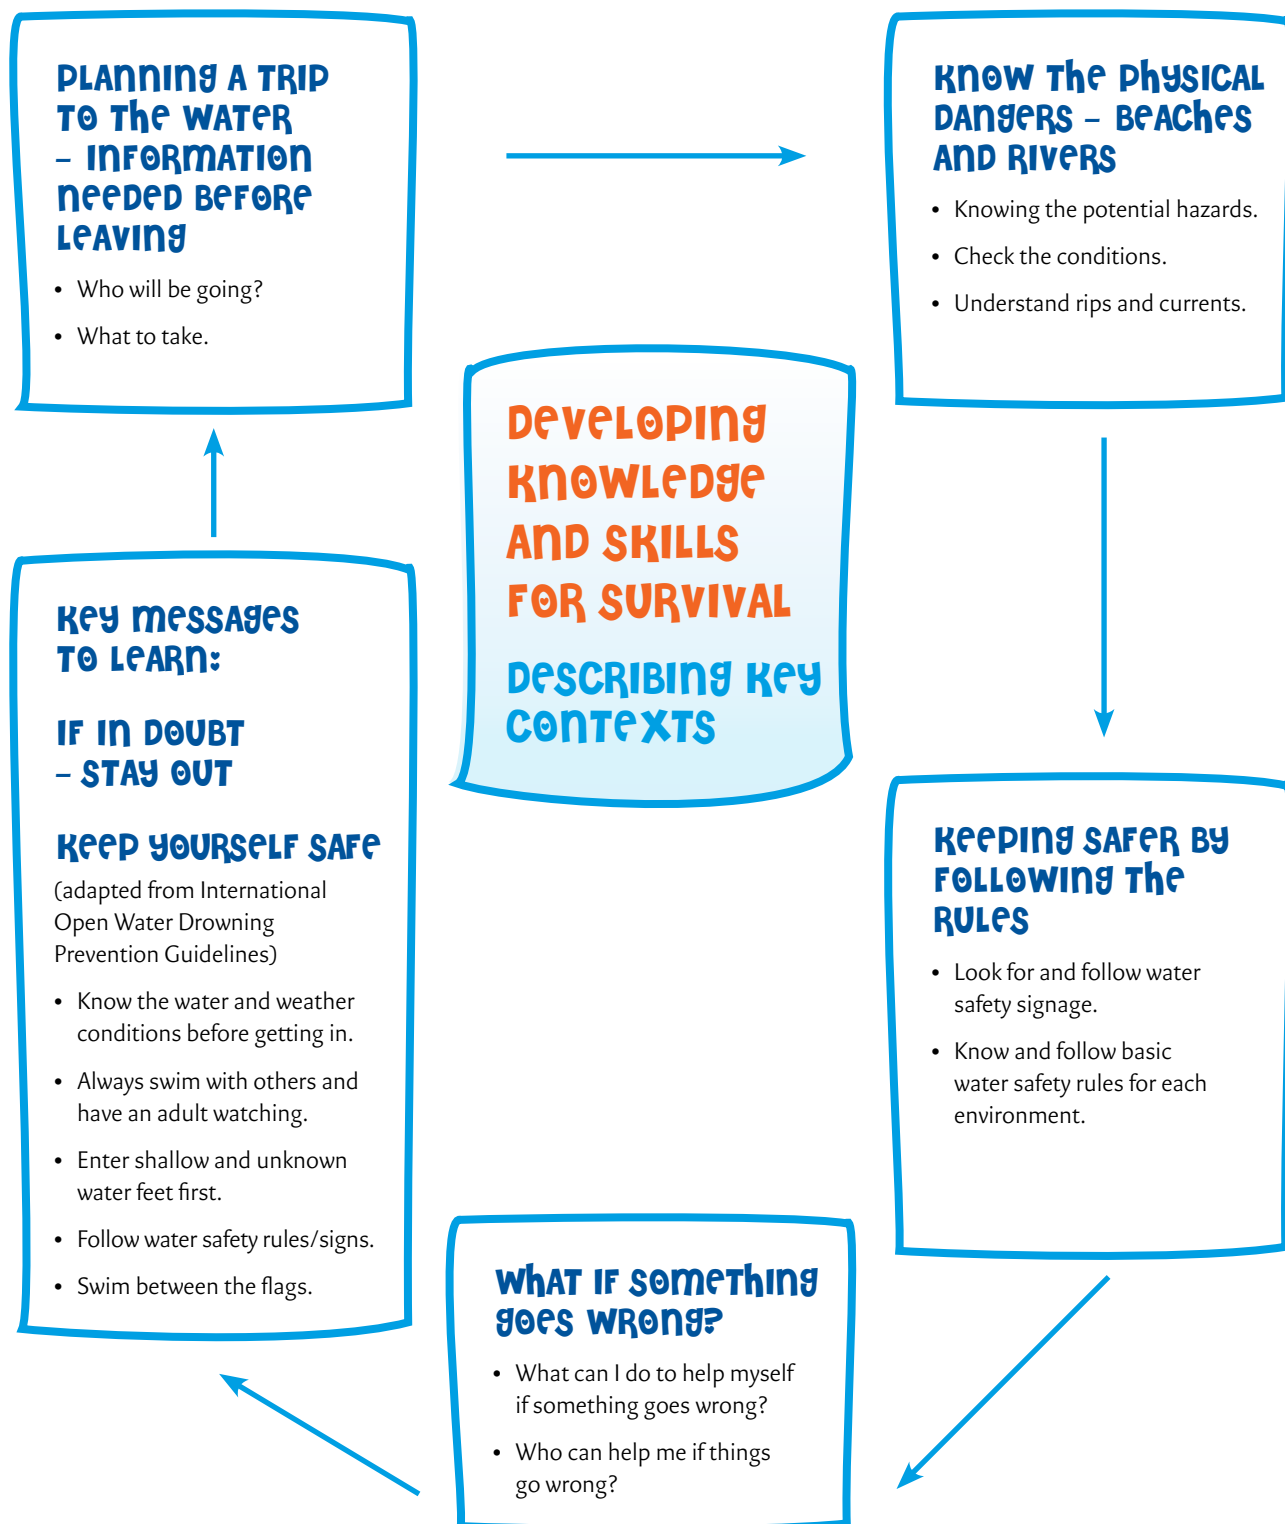 PLANNING A TRIP
TO THE WATER
– INFORMATION
NEEDED BEFORE
LEAVING
• Who will be going?
• What to take.
KNOW THE PHYSICAL
DANGERS – BEACHES
AND RIVERS
• Knowing the potential hazards.
• Check the conditions.
• Understand rips and currents.
DEVELOPING
KNOWLEDGE
AND SKILLS
FOR SURVIVAL
DESCRIBING KEY
CONTEXTS
KEEPING SAFER BY
FOLLOWING THE
RULES
• Look for and follow water
safety signage.
• Know and follow basic
water safety rules for each
environment.
WHAT IF SOMETHING
GOES WRONG?
• What can I do to help myself
if something goes wrong?
• Who can help me if things
go wrong?
KEY MESSAGES
TO LEARN:
IF IN DOUBT
– STAY OUT
KEEP YOURSELF SAFE
(adapted from International
Open Water Drowning
Prevention Guidelines)
• Know the water and weather
conditions before getting in.
• Always swim with others and
have an adult watching.
• Enter shallow and unknown
water feet first.
• Follow water safety rules/signs.
• Swim between the flags.